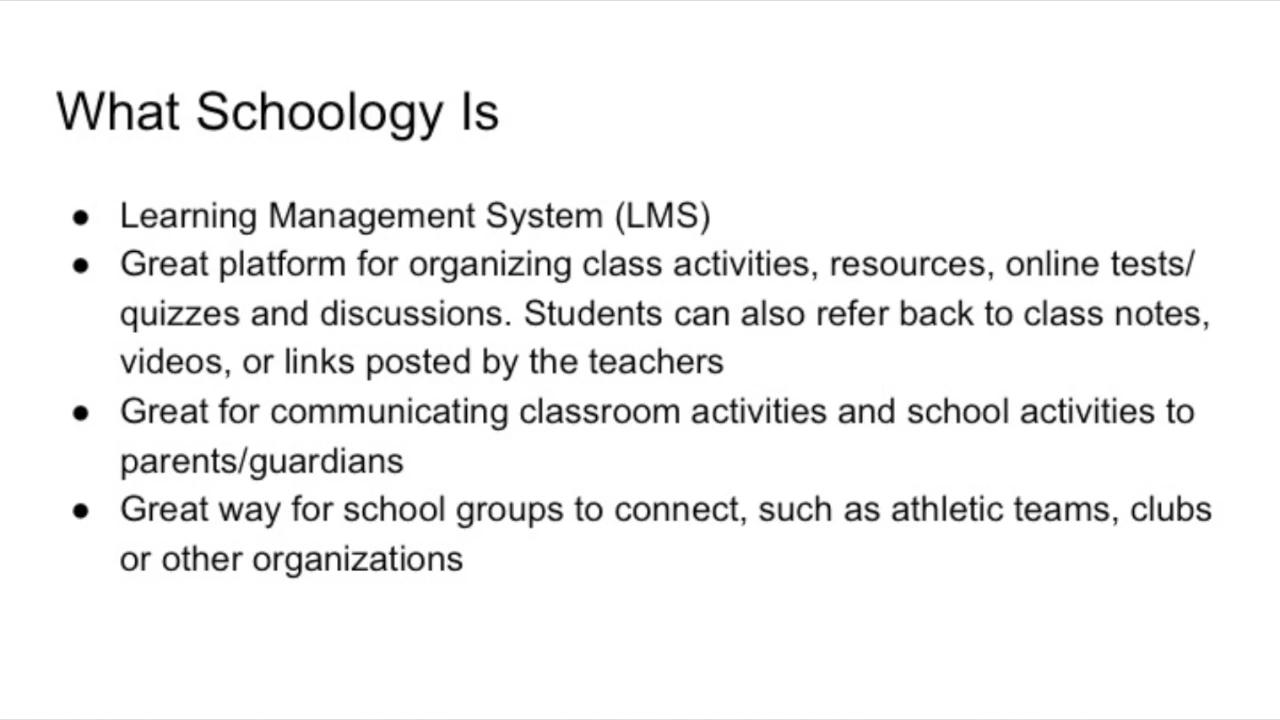 What Schoology Is
● Learning Management System (LMS)
● Great platform for organizing class activities, resources, online tests/
quizzes and discussions. Students can also refer back to class notes,
videos, or links posted by the teachers
● Great for communicating classroom activities and school activities to
parents/guardians
● Great way for school groups to connect, such as athletic teams, clubs
or other organizations